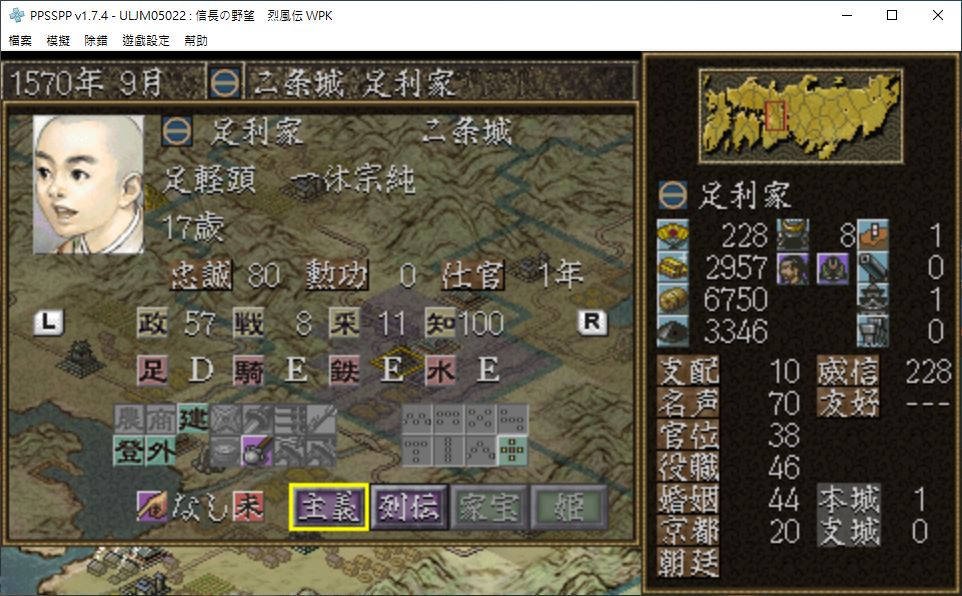 PPSSPP v1.7.4 - ULJM05022 : 信長の野望　烈風伝 WPK
檔案 模擬 除錯 遊戲設定 幫助
1570年 9月 二条城 足利家
足利家 二条城
足軽頭 一休宗純
17歳
忠誠 80 勲功 0 仕官 1年
L 政 57 戦 8 采 11 知 100 R
足 D 騎 E 鉄 E 水 E
農 商 建
登 外
なし 未 主義 列伝 家宝 姫
足利家
228 8 1
2957 0
6750 1
3346 0
支配 10 威信 228
名声 70 友好 ---
官位 38
役職 46
婚姻 44 本城 1
京都 20 支城 0
朝廷